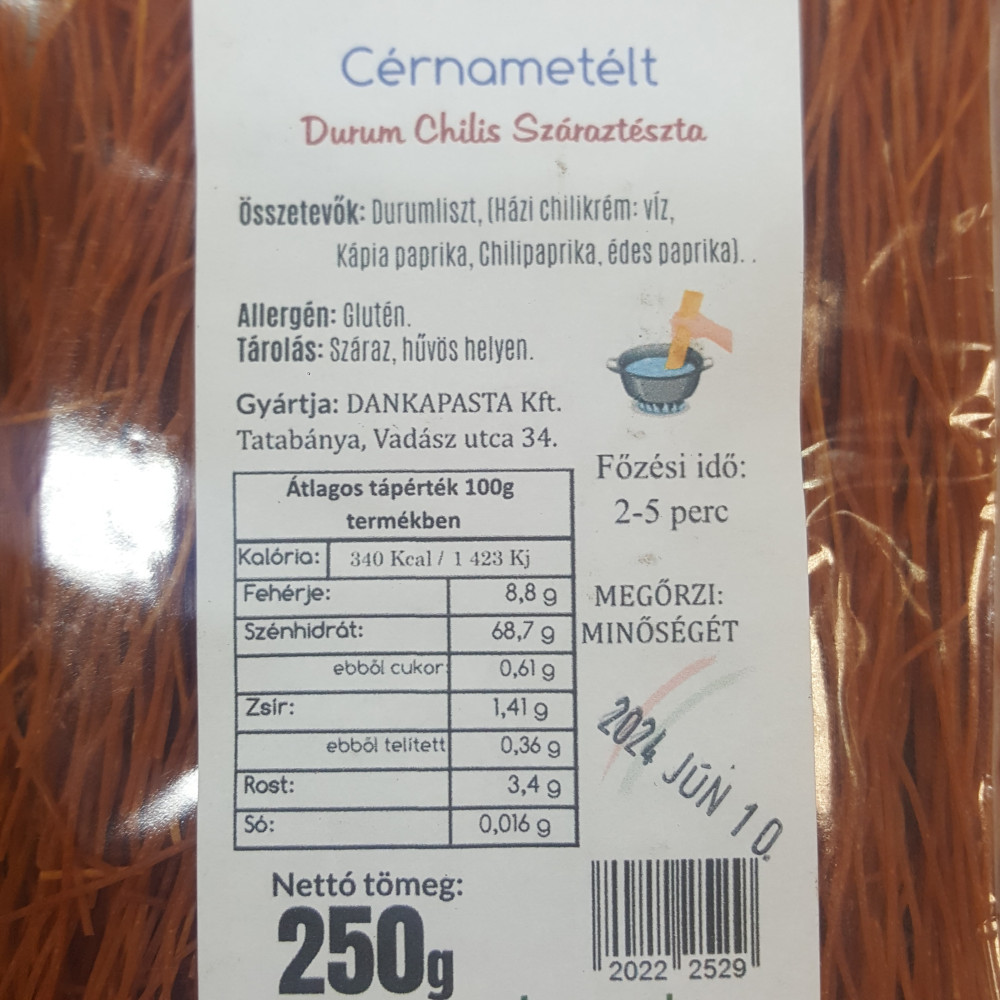 Cérnametélt
Durum Chilis Száraztészta
Összetevők: Durumliszt, (Házi chilikrém: víz,
Kápia paprika, Chilipaprika, édes paprika). .
Allergén: Glutén.
Tárolás: Száraz, hűvös helyen.
Gyártja: DANKAPASTA Kft.
Tatabánya, Vadász utca 34.
Átlagos tápérték 100g
termékben
Kalória: 340 Kcal / 1 423 Kj
Fehérje: 8,8 g
Szénhidrát: 68,7 g
ebből cukor: 0,61 g
Zsír: 1,41 g
ebből telített 0,36 g
Rost: 3,4 g
Só: 0,016 g
Főzési idő:
2-5 perc
MEGŐRZI:
MINŐSÉGÉT
2024 JÚN 10.
Nettó tömeg:
250g
2022 2529